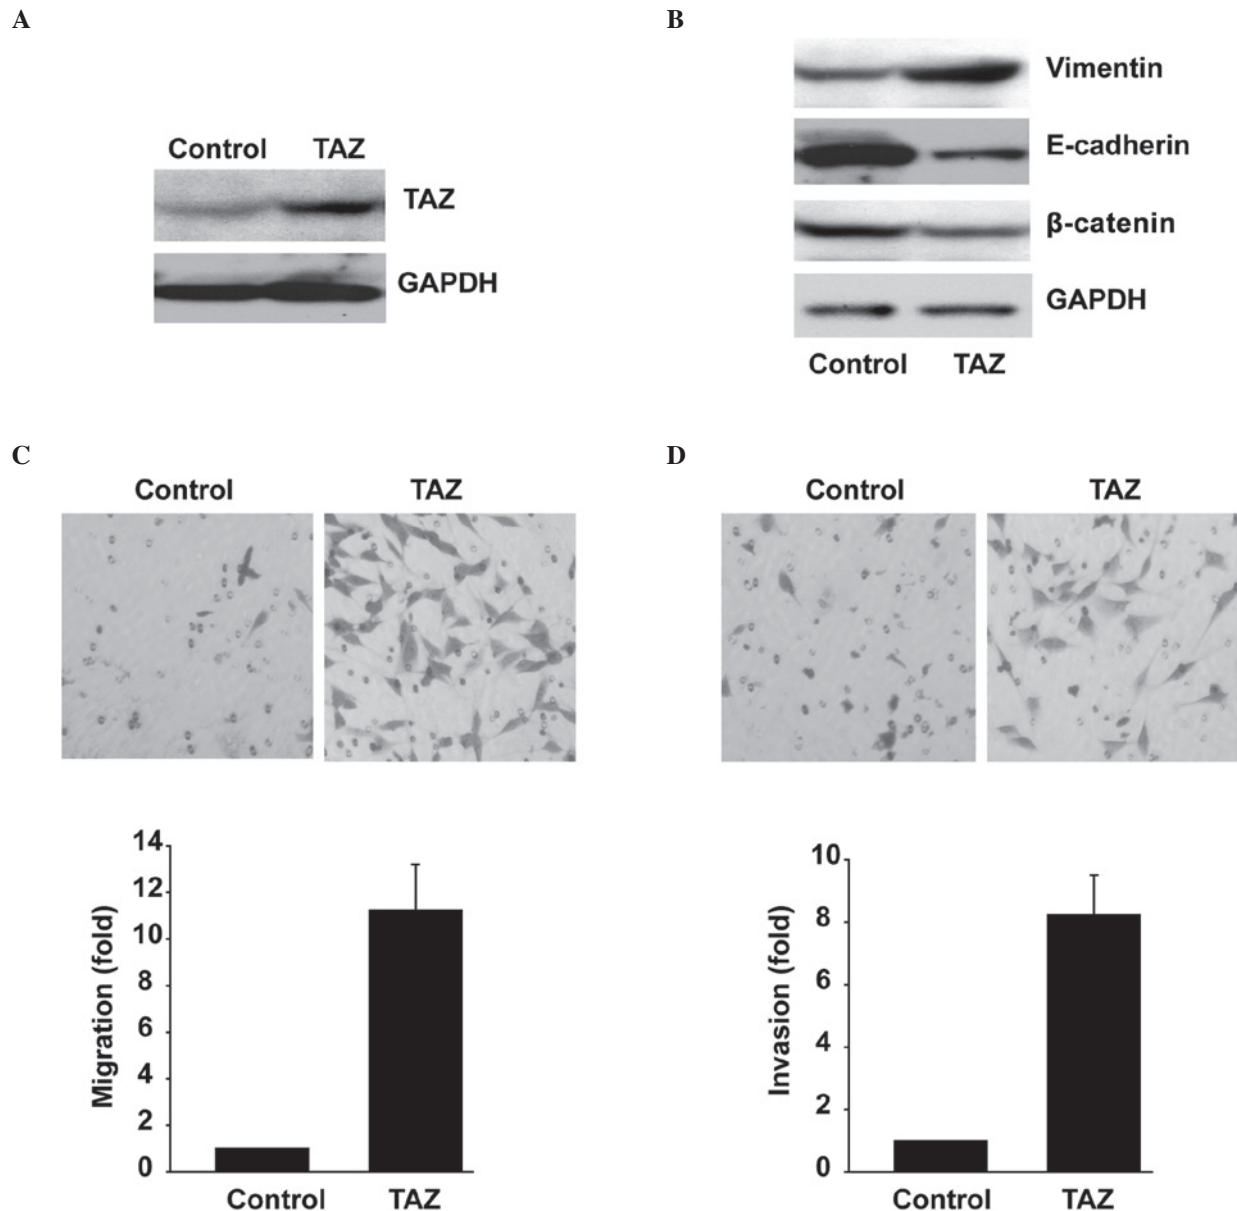 A
Control TAZ
TAZ
GAPDH
B
Vimentin
E-cadherin
β-catenin
GAPDH
Control TAZ
C
Control TAZ
14
12
10
8
6
4
2
0
Migration (fold)
Control TAZ
D
Control TAZ
10
8
6
4
2
0
Invasion (fold)
Control TAZ